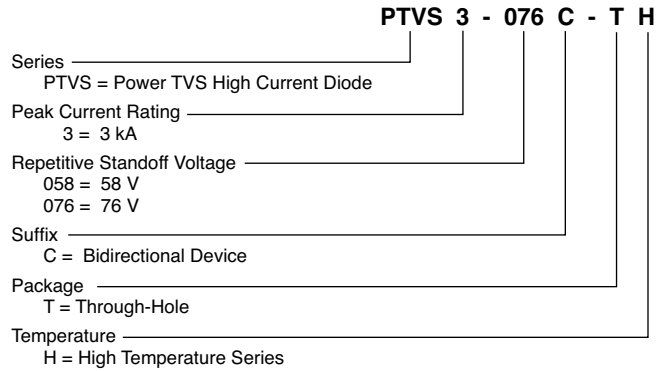 PTVS 3 - 076 C - T H
Series
PTVS = Power TVS High Current Diode
Peak Current Rating
3 = 3 kA
Repetitive Standoff Voltage
058 = 58 V
076 = 76 V
Suffix
C = Bidirectional Device
Package
T = Through-Hole
Temperature
H = High Temperature Series